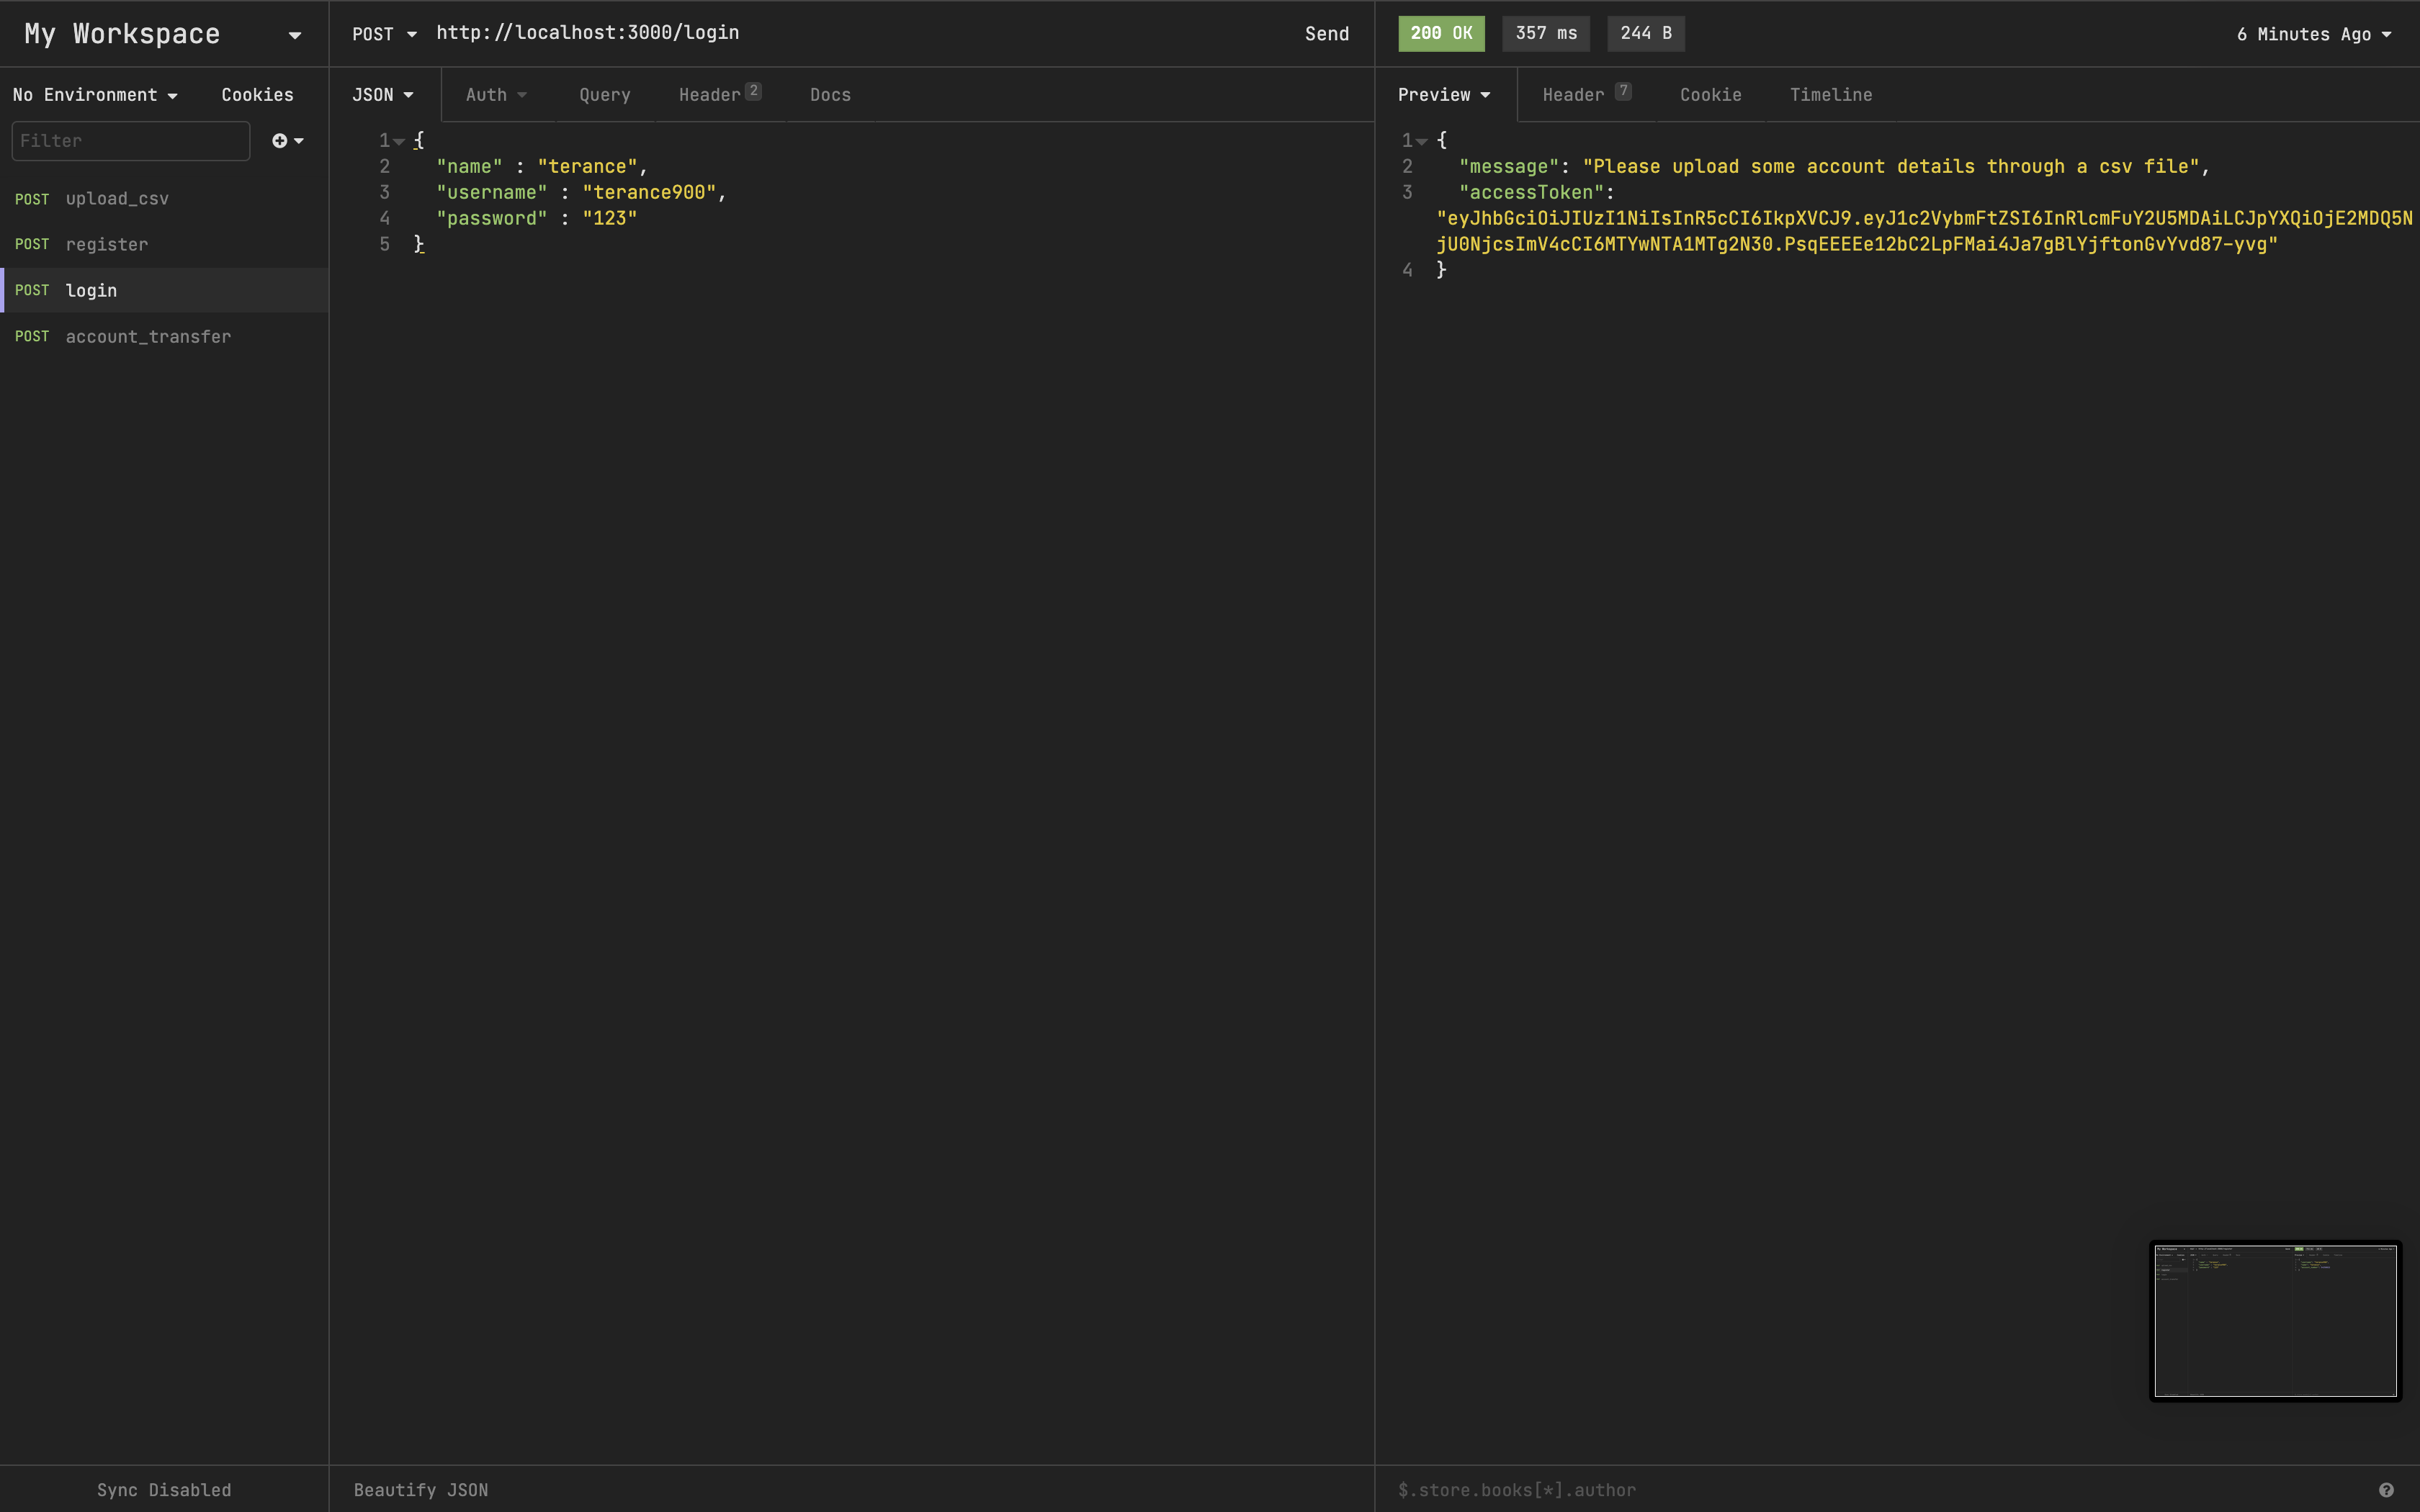 My Workspace
POST http://localhost:3000/login Send
200 OK 357 ms 244 B 6 Minutes Ago
No Environment Cookies
JSON Auth Query Header 2 Docs
Preview Header 7 Cookie Timeline
Filter
POST upload_csv
POST register
POST login
POST account_transfer
1 {
2 "name" : "terance",
3 "username" : "terance900",
4 "password" : "123"
5 }
1 {
2 "message": "Please upload some account details through a csv file",
3 "accessToken":
"eyJhbGciOiJIUzI1NiIsInR5cCI6IkpXVCJ9.eyJ1c2VybmFtZSI6InRlcmFuY2U5MDAiLCJpYXQiOjE2MDQ5N
jU0NjcsImV4cCI6MTYwNTA1MTg2N30.PsqEEEEe12bC2LpFMai4Ja7gBlYjftonGvYvd87-yvg"
4 }
Sync Disabled
Beautify JSON
$.store.books[*].author